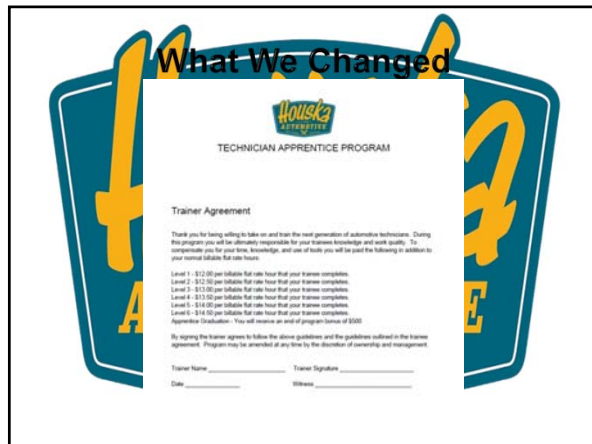 What We Changed
Houska
AUTOMOTIVE
TECHNICIAN APPRENTICE PROGRAM
Trainer Agreement
Thank you for being willing to take on and train the next generation of automotive technicians. During
this program you will be ultimately responsible for your trainees knowledge and work quality. To
compensate you for your time, knowledge, and use of tools you will be paid the following in addition to
your normal billable flat rate hours:
Level 1 - $12.00 per billable flat rate hour that your trainee completes.
Level 2 - $12.50 per billable flat rate hour that your trainee completes.
Level 3 - $13.00 per billable flat rate hour that your trainee completes.
Level 4 - $13.50 per billable flat rate hour that your trainee completes.
Level 5 - $14.00 per billable flat rate hour that your trainee completes.
Level 6 - $14.50 per billable flat rate hour that your trainee completes.
Apprentice Graduation - You will receive an end of program bonus of $500
By signing the trainer agrees to follow the above guidelines and the guidelines outlined in the trainee
agreement. Program may be amended at any time by the discretion of ownership and management.
Trainer Name ____________________ Trainer Signature ____________________
Date ______________ Witness ____________________